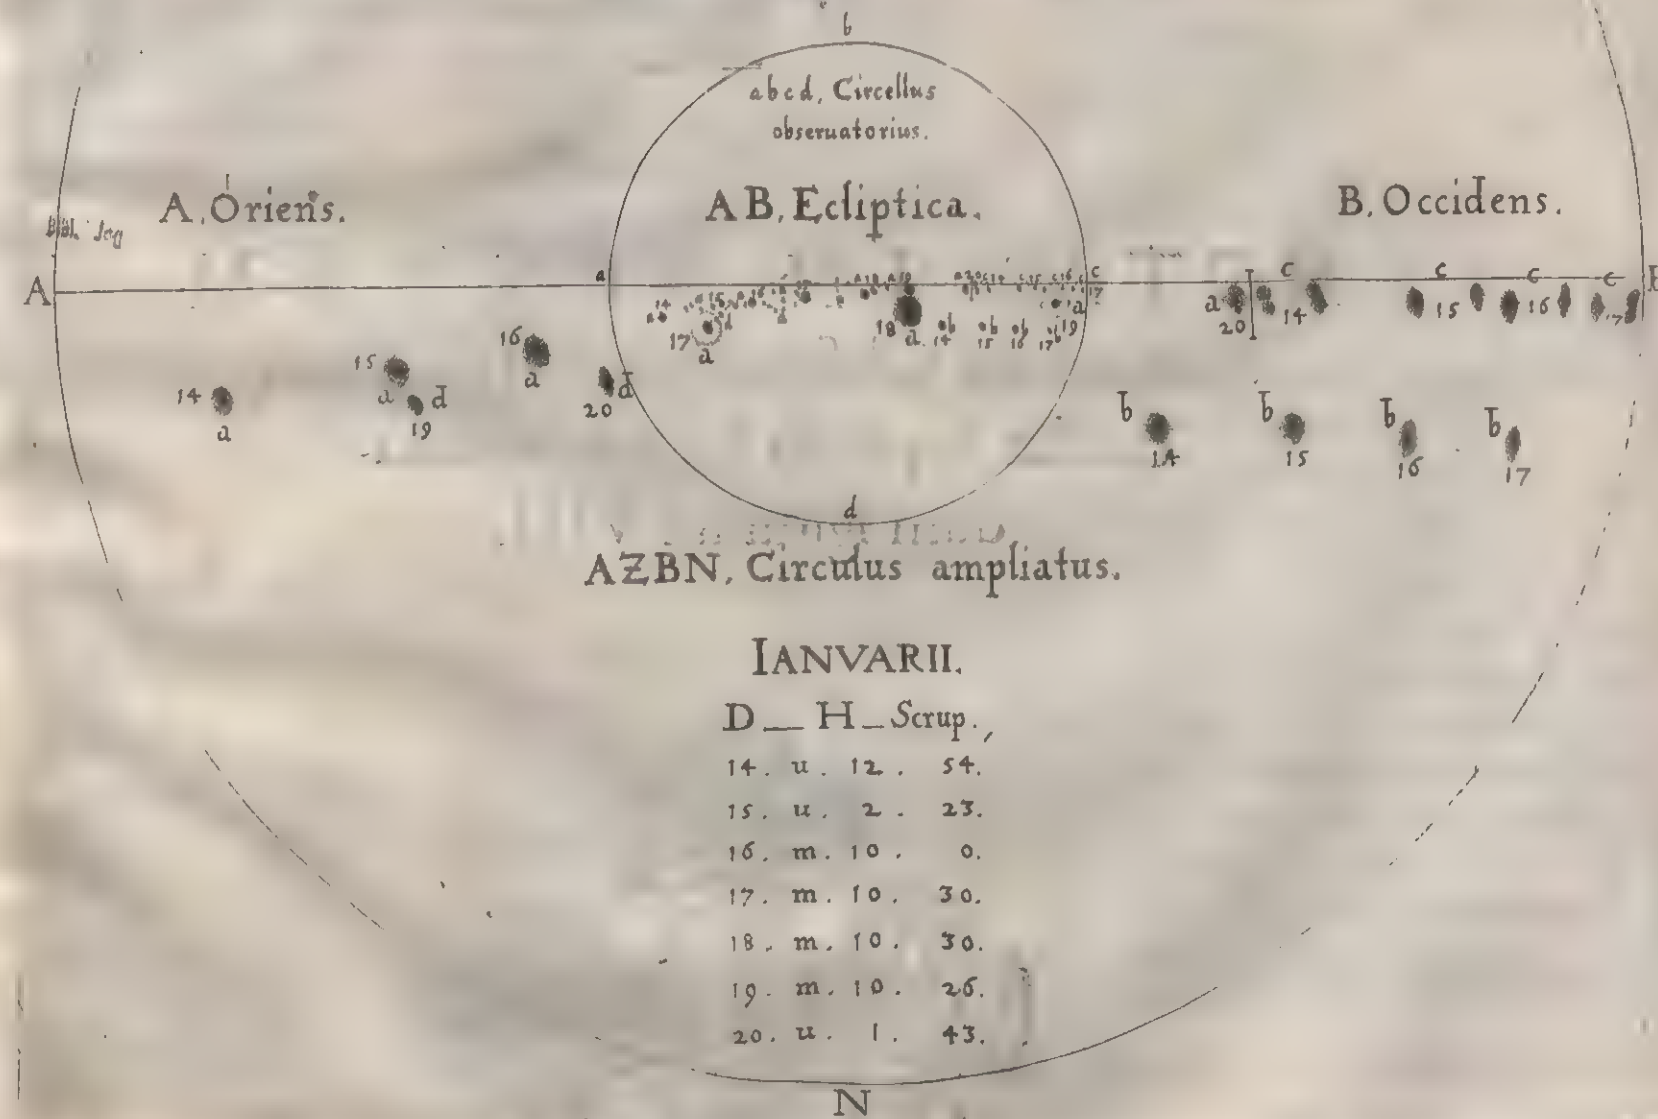 b
abcd, Circellus
obseruatorius.
A, Oriens.
AB, Ecliptica.
B, Occidens.
A
a
c
c
c
c
c
a
20
14
15
16
17
16
a
15
a
d
19
14
a
20
d
17
a
18
a
14
b
15
b
16
b
17
b
19
a
b
14
b
15
b
16
b
17
d
AZBN, Circulus ampliatus.
IANVARII.
D — H — Scrup.
14. u. 12. 54.
15. u. 2. 23.
16. m. 10. 0.
17. m. 10. 30.
18. m. 10. 30.
19. m. 10. 26.
20. u. 1. 43.
N